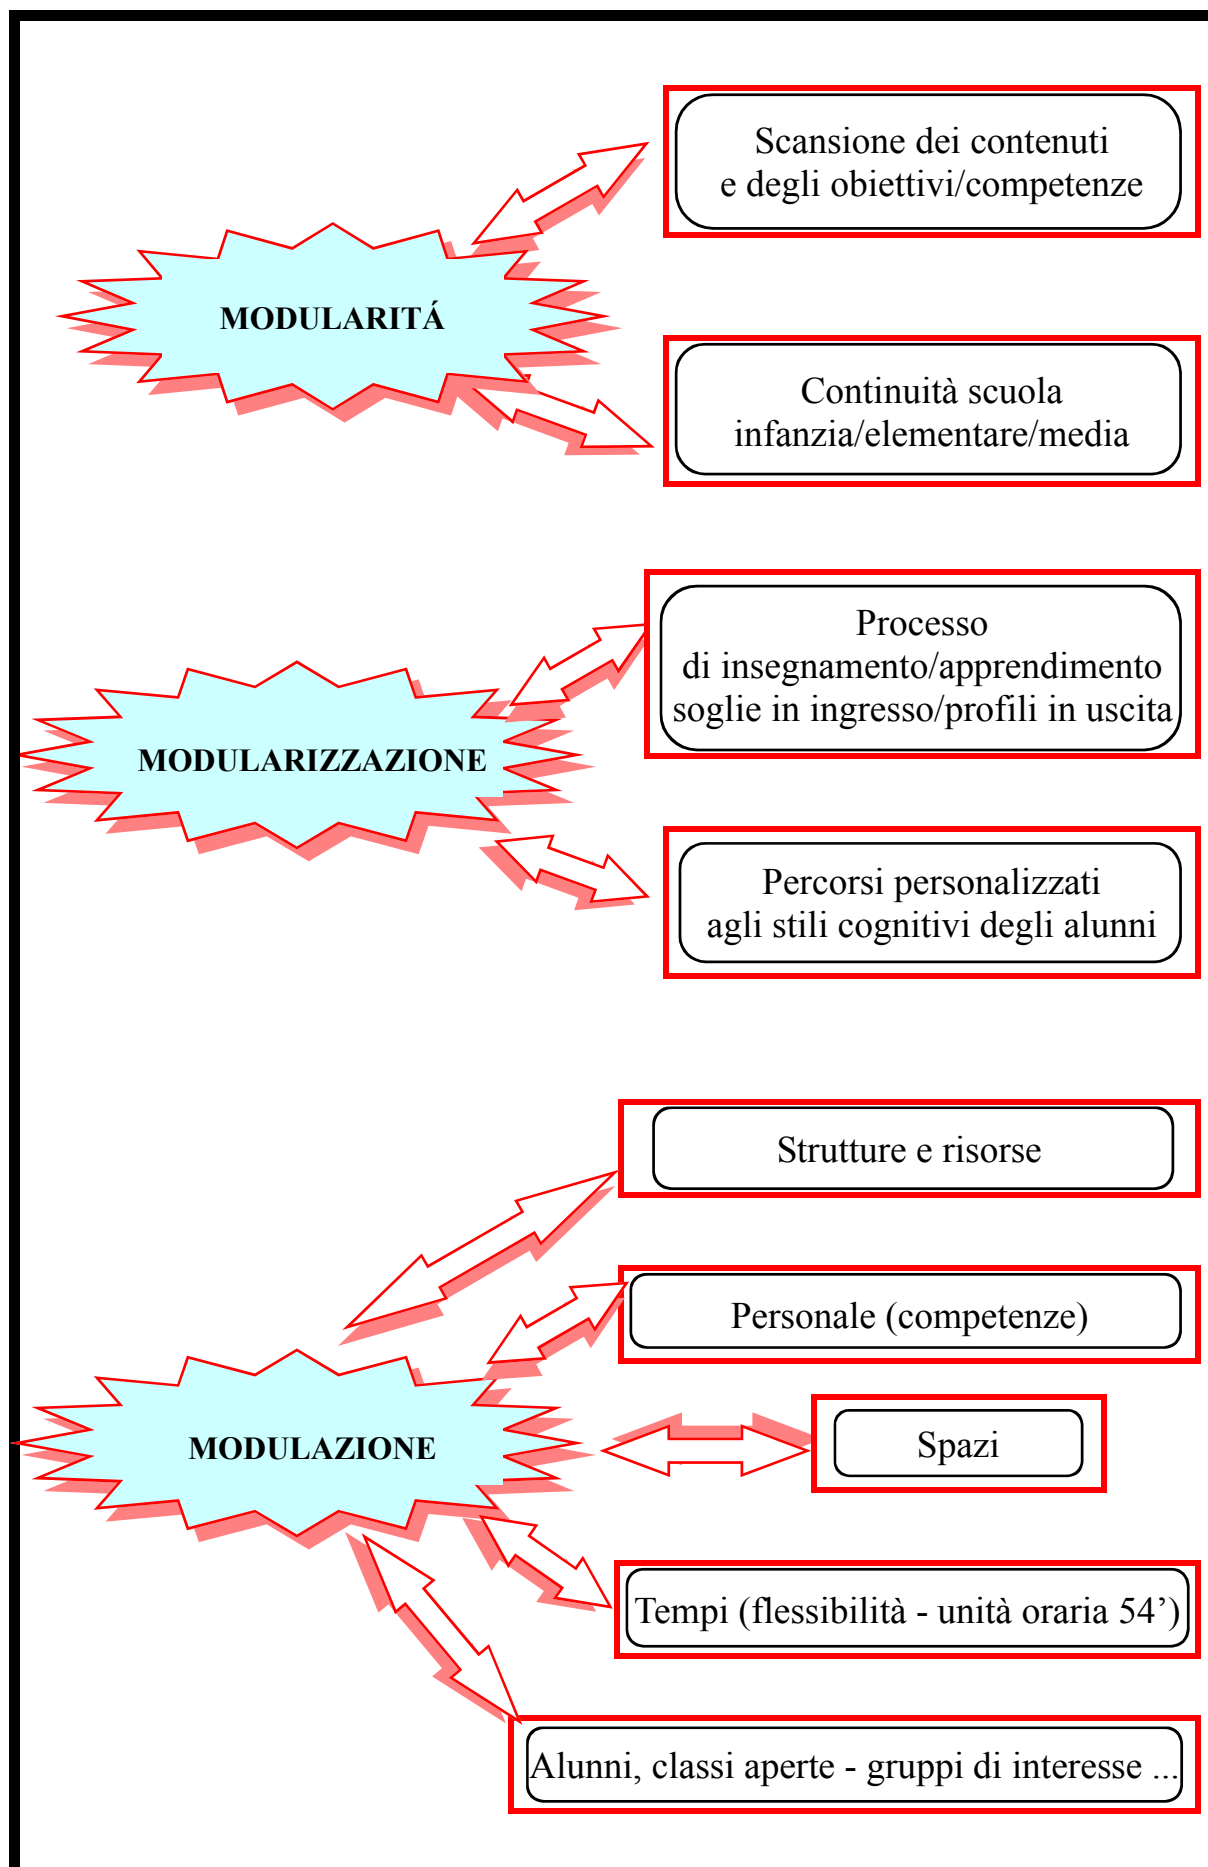 Scansione dei contenuti
e degli obiettivi/competenze
MODULARITÁ
Continuità scuola
infanzia/elementare/media
Processo
di insegnamento/apprendimento
soglie in ingresso/profili in uscita
MODULARIZZAZIONE
Percorsi personalizzati
agli stili cognitivi degli alunni
Strutture e risorse
Personale (competenze)
MODULAZIONE
Spazi
Tempi (flessibilità - unità oraria 54’)
Alunni, classi aperte - gruppi di interesse ...